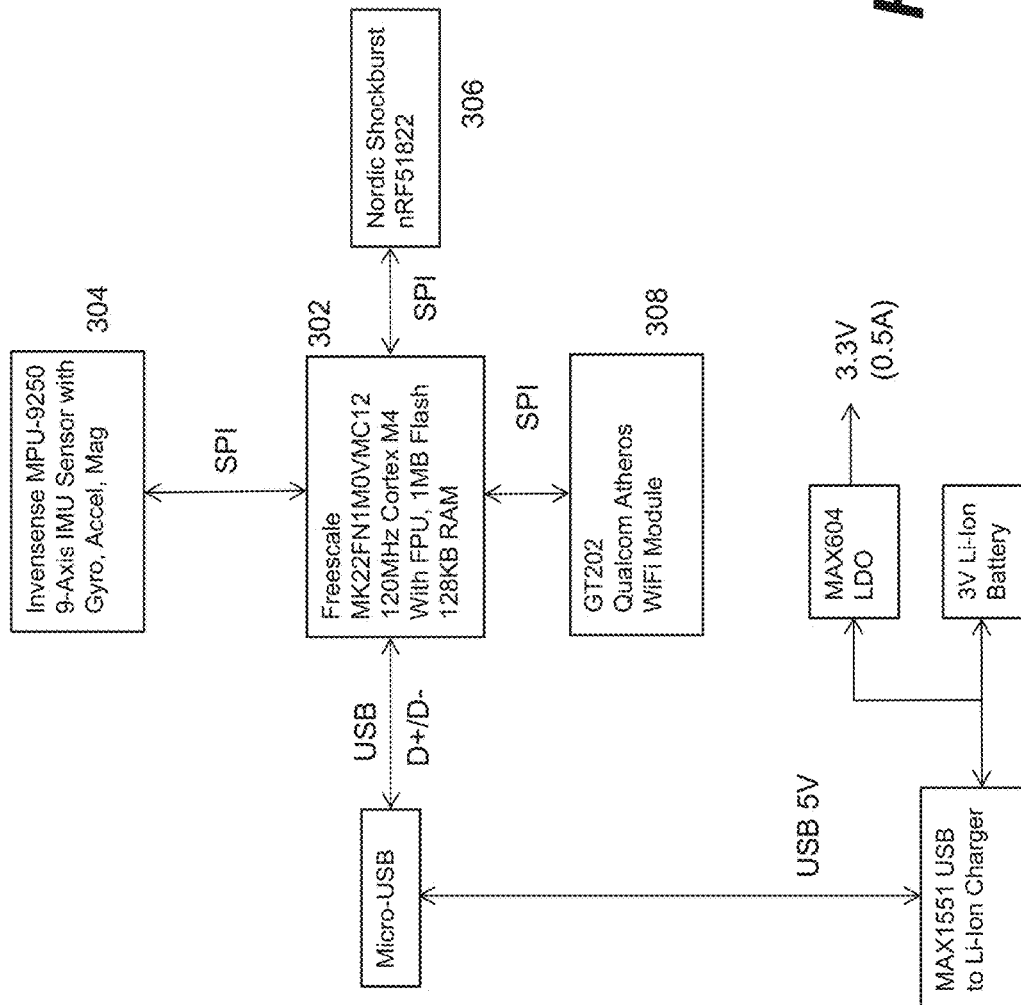 Invensense MPU-9250
9-Axis IMU Sensor with
Gyro, Accel, Mag
304
SPI
Freescale
MK22FN1M0VMC12
120MHz Cortex M4
With FPU, 1MB Flash
128KB RAM
302
SPI
Nordic Shockburst
nRF51822
306
USB
D+/D-
Micro-USB
SPI
GT202
Qualcom Atheros
WiFi Module
308
USB 5V
MAX1551 USB
to Li-Ion Charger
MAX604
LDO
3.3V
(0.5A)
3V Li-Ion
Battery